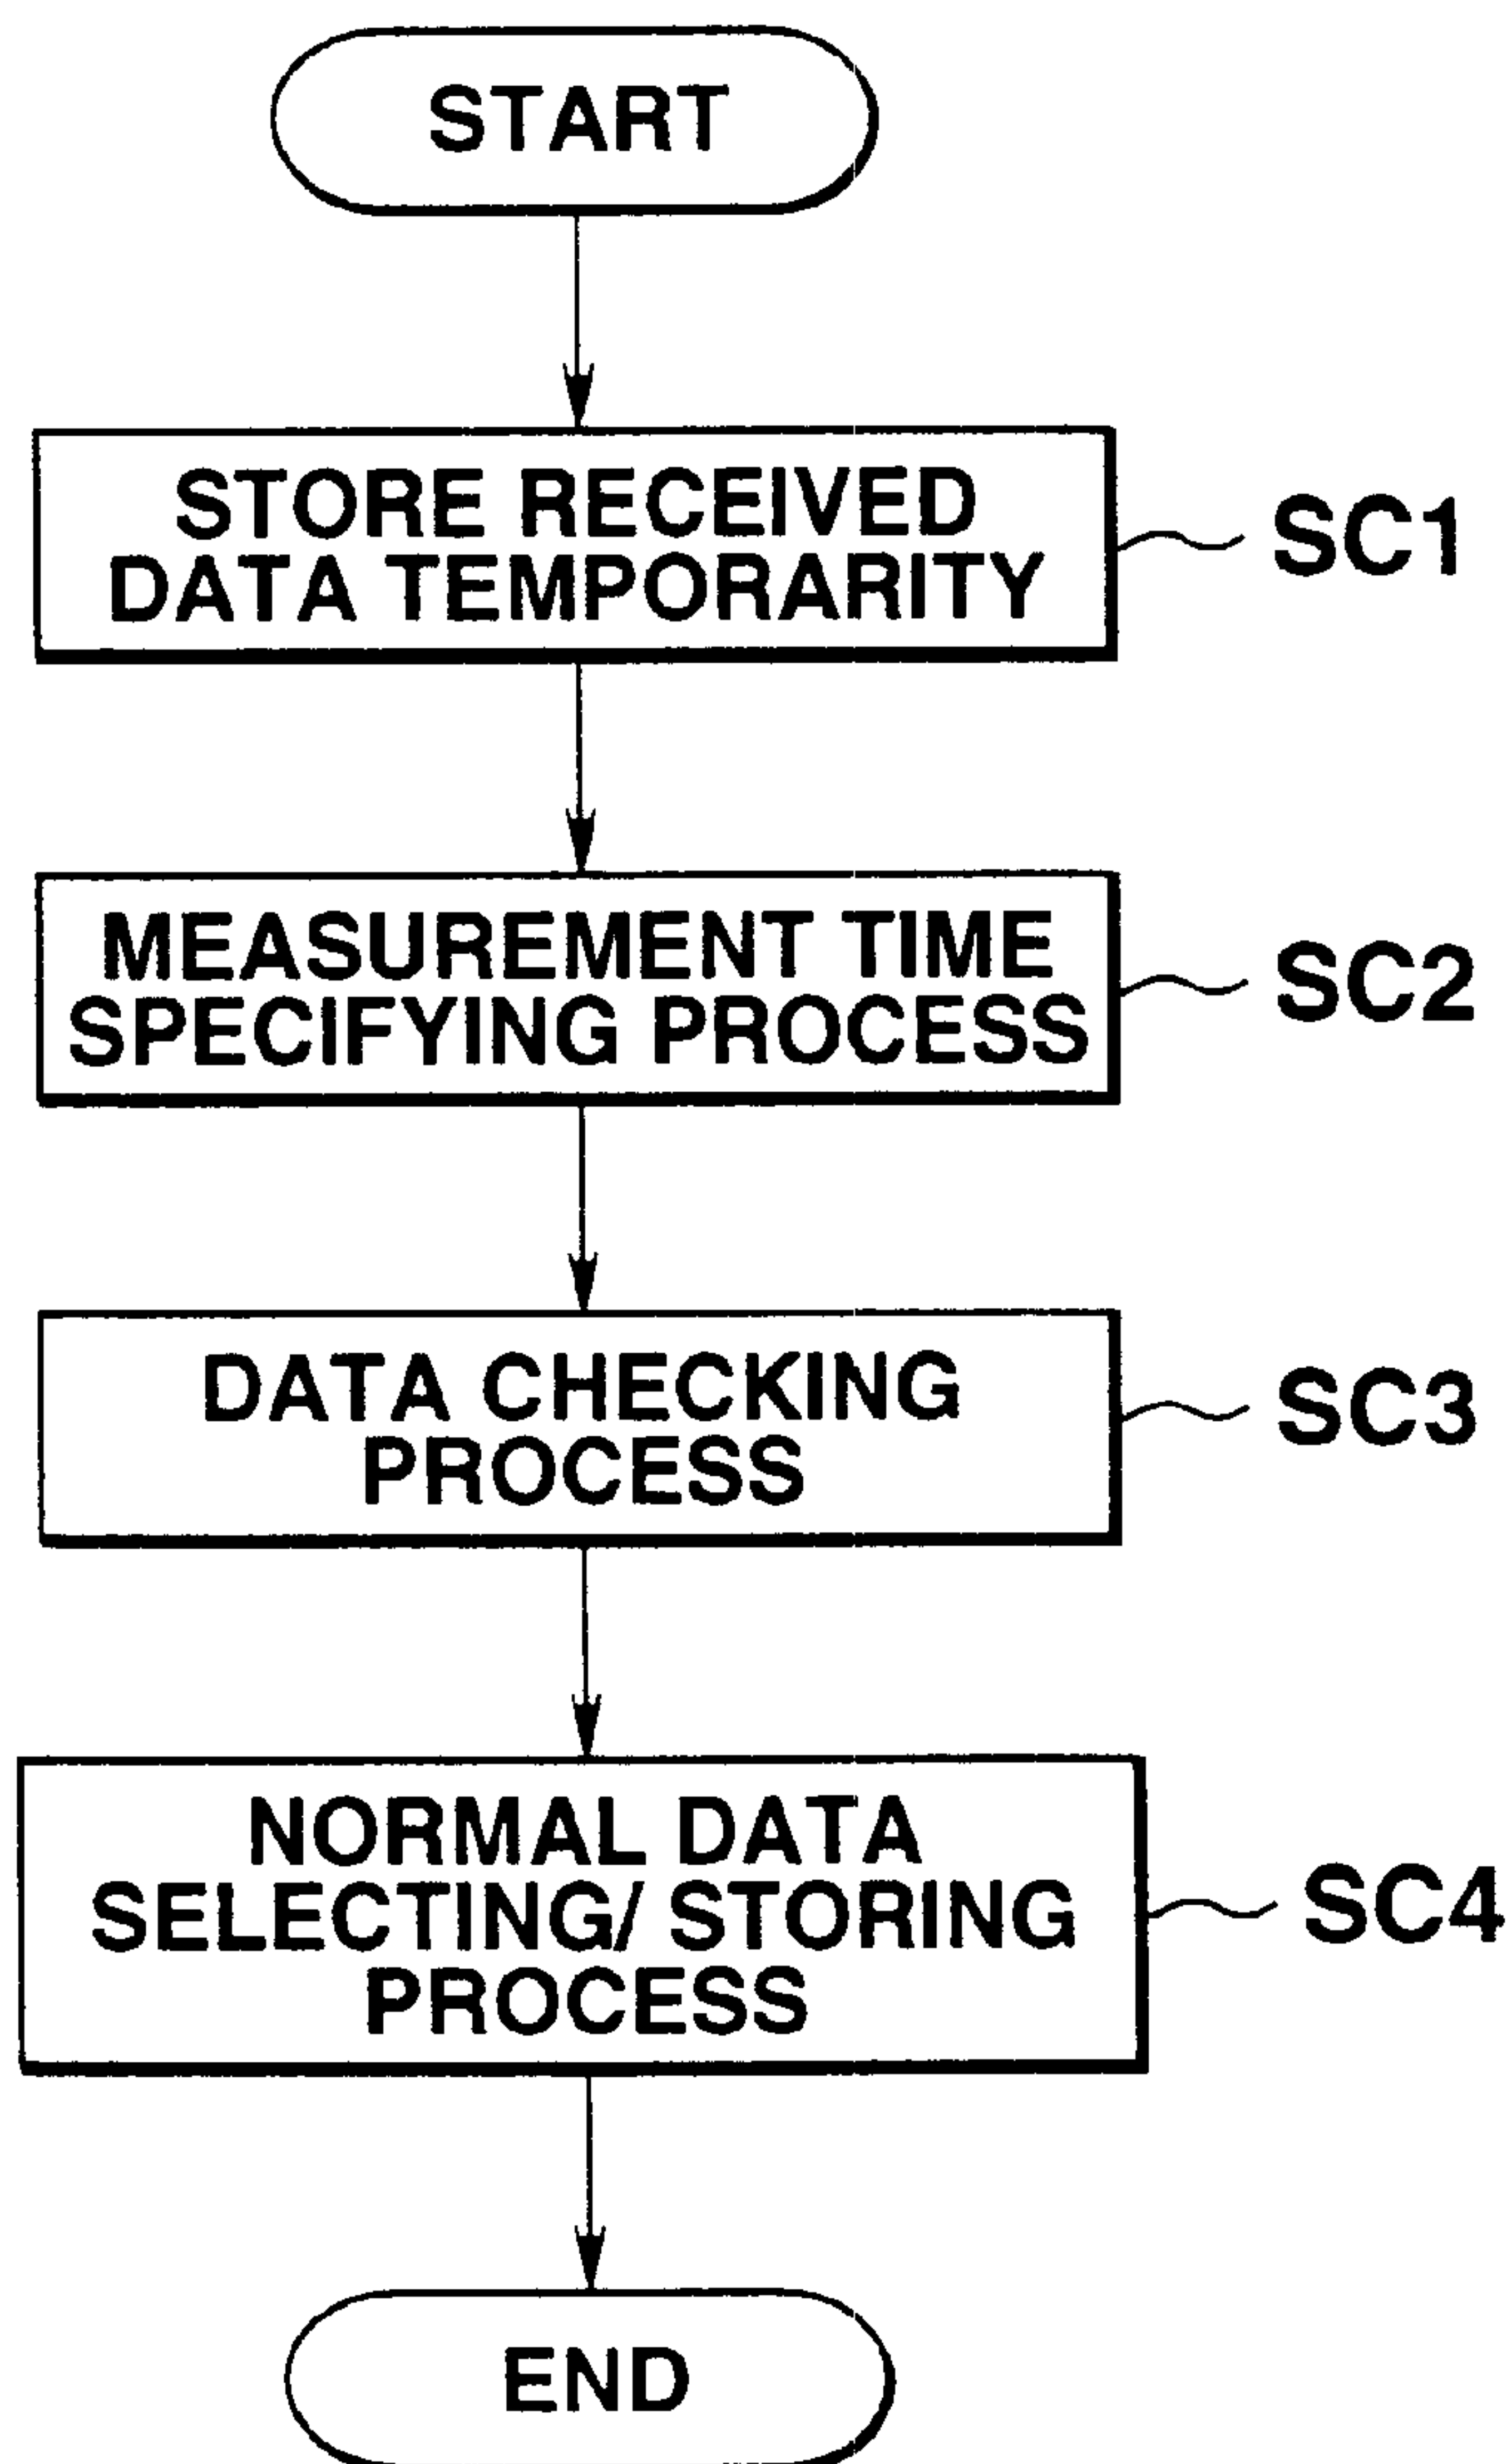 START
STORE RECEIVED
DATA TEMPORARITY
SC1
MEASUREMENT TIME
SPECIFYING PROCESS
SC2
DATA CHECKING
PROCESS
SC3
NORMAL DATA
SELECTING/ STORING
PROCESS
SC4
END